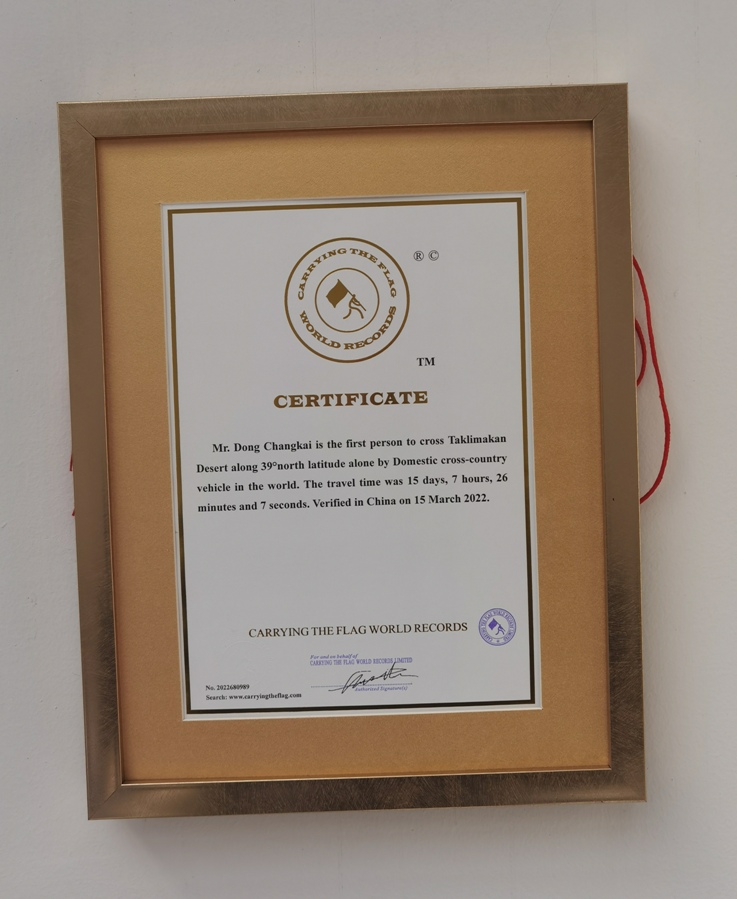 CARRYING THE FLAG
WORLD RECORDS
® ©
TM
CERTIFICATE
Mr. Dong Changkai is the first person to cross Taklimakan
Desert along 39°north latitude alone by Domestic cross-country
vehicle in the world. The travel time was 15 days, 7 hours, 26
minutes and 7 seconds. Verified in China on 15 March 2022.
CARRYING THE FLAG WORLD RECORDS
For and on behalf of
CARRYING THE FLAG WORLD RECORDS LIMITED
Authorized Signature(s)
No. 2022680989
Search: www.carryingtheflag.com